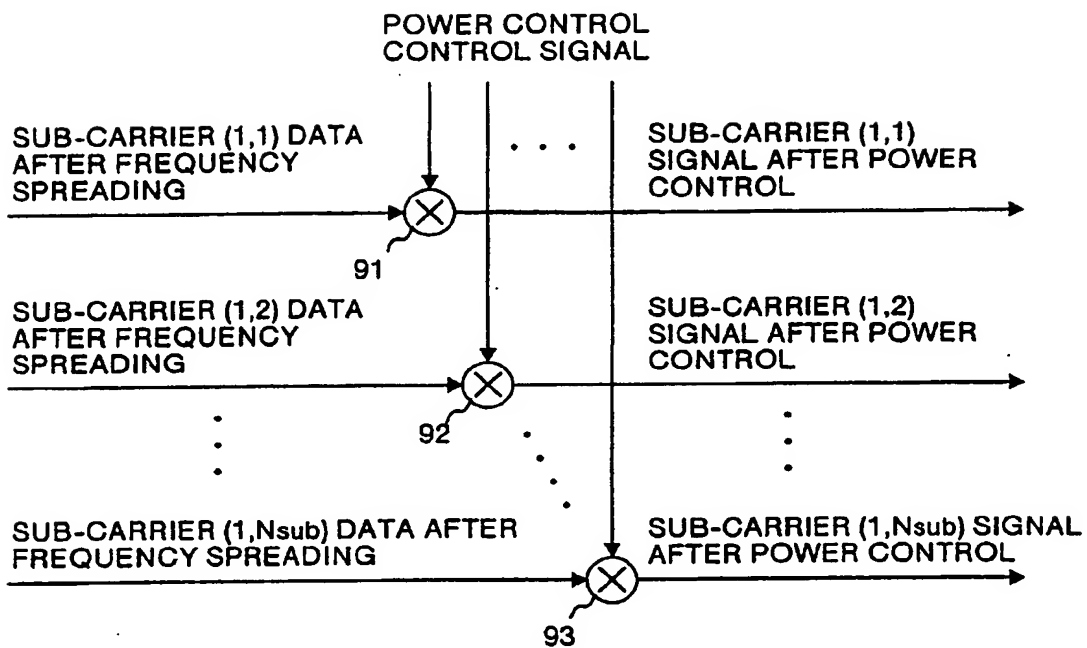 POWER CONTROL
CONTROL SIGNAL
SUB-CARRIER (1,1) DATA
AFTER FREQUENCY
SPREADING
SUB-CARRIER (1,1)
SIGNAL AFTER POWER
CONTROL
91
SUB-CARRIER (1,2) DATA
AFTER FREQUENCY
SPREADING
SUB-CARRIER (1,2)
SIGNAL AFTER POWER
CONTROL
92
SUB-CARRIER (1,Nsub) DATA AFTER
FREQUENCY SPREADING
SUB-CARRIER (1,Nsub) SIGNAL
AFTER POWER CONTROL
93